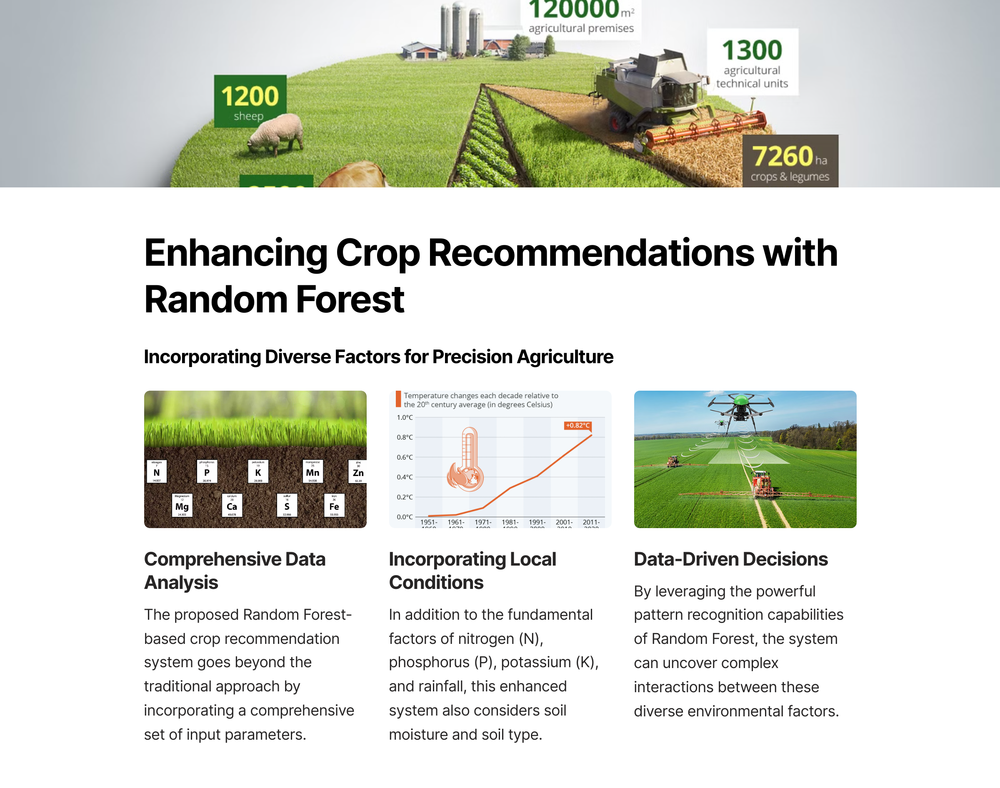 120000 m²
agricultural premises
1300
agricultural
technical units
1200
sheep
7260 ha
crops & legumes
Enhancing Crop Recommendations with
Random Forest
Incorporating Diverse Factors for Precision Agriculture
nitrogen
7
N
14.007
phosphorus
15
P
30.974
potassium
19
K
39.098
manganese
25
Mn
54.938
zinc
30
Zn
65.39
Magnesium
12
Mg
24.305
calcium
20
Ca
40.078
sulfur
16
S
32.066
iron
26
Fe
55.933
Temperature changes each decade relative to
the 20th century average (in degrees Celsius)
1.0°C
+0.82°C
0.8°C
0.6°C
0.4°C
0.2°C
0.0°C
1951- 1961- 1971- 1981- 1991- 2001- 2011-
Comprehensive Data
Analysis
The proposed Random Forest-
based crop recommendation
system goes beyond the
traditional approach by
incorporating a comprehensive
set of input parameters.
Incorporating Local
Conditions
In addition to the fundamental
factors of nitrogen (N),
phosphorus (P), potassium (K),
and rainfall, this enhanced
system also considers soil
moisture and soil type.
Data-Driven Decisions
By leveraging the powerful
pattern recognition capabilities
of Random Forest, the system
can uncover complex
interactions between these
diverse environmental factors.